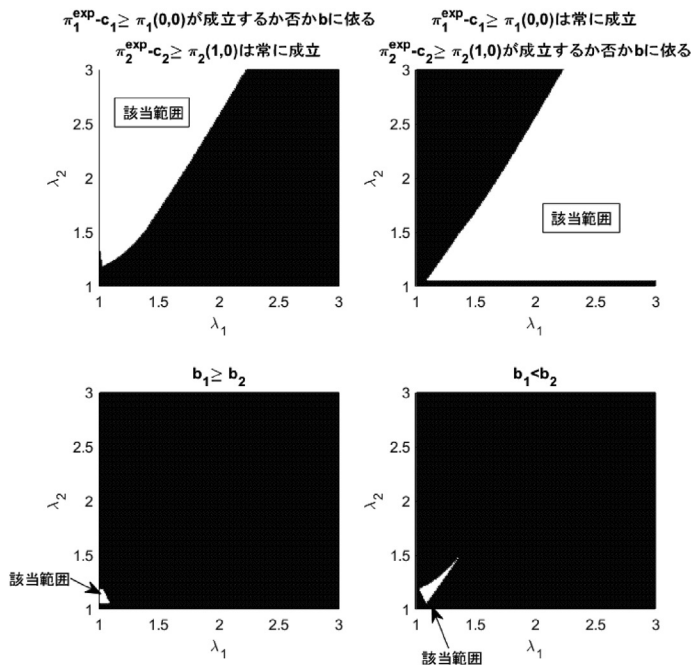 π₁ᵉˣᵖ-c₁≥ π₁(0,0)が成立するか否かbに依る
π₂ᵉˣᵖ-c₂≥ π₂(1,0)は常に成立
3
2.5
2
1.5
1
λ₂
該当範囲
1 1.5 2 2.5 3
λ₁
π₁ᵉˣᵖ-c₁≥ π₁(0,0)は常に成立
π₂ᵉˣᵖ-c₂≥ π₂(1,0)が成立するか否かbに依る
3
2.5
2
1.5
1
λ₂
該当範囲
1 1.5 2 2.5 3
λ₁
b₁≥ b₂
3
2.5
2
1.5
1
λ₂
該当範囲
1 1.5 2 2.5 3
λ₁
b₁<b₂
3
2.5
2
1.5
1
λ₂
1 1.5 2 2.5 3
λ₁
該当範囲